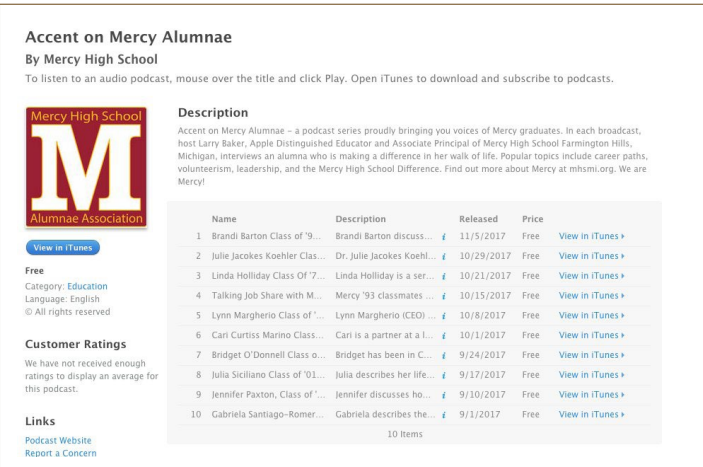 Accent on Mercy Alumnae
By Mercy High School
To listen to an audio podcast, mouse over the title and click Play. Open iTunes to download and subscribe to podcasts.
Mercy High School
M
Alumnae Association
View in iTunes
Free
Category: Education
Language: English
© All rights reserved
Customer Ratings
We have not received enough
ratings to display an average for
this podcast.
Links
Podcast Website
Report a Concern
Description
Accent on Mercy Alumnae – a podcast series proudly bringing you voices of Mercy graduates. In each broadcast,
host Larry Baker, Apple Distinguished Educator and Associate Principal of Mercy High School Farmington Hills,
Michigan, interviews an alumna who is making a difference in her walk of life. Popular topics include career paths,
volunteerism, leadership, and the Mercy High School Difference. Find out more about Mercy at mhsmi.org. We are
Mercy!
Name Description Released Price
1 Brandi Barton Class of '9... Brandi Barton discuss... i 11/5/2017 Free View in iTunes
2 Julie Jacokes Koehler Clas... Dr. Julie Jacokes Koehl... i 10/29/2017 Free View in iTunes
3 Linda Holliday Class Of '7... Linda Holliday is a ser... i 10/21/2017 Free View in iTunes
4 Talking Job Share with M... Mercy '93 classmates ... i 10/15/2017 Free View in iTunes
5 Lynn Margherio Class of '... Lynn Margherio (CEO) ... i 10/8/2017 Free View in iTunes
6 Cari Curtiss Marino Class... Cari is a partner at a l... i 10/1/2017 Free View in iTunes
7 Bridget O'Donnell Class o... Bridget has been in C... i 9/24/2017 Free View in iTunes
8 Julia Siciliano Class of '01... Julia describes her life... i 9/17/2017 Free View in iTunes
9 Jennifer Paxton, Class of '... Jennifer discusses ho... i 9/10/2017 Free View in iTunes
10 Gabriela Santiago-Romer... Gabriela describes the... i 9/1/2017 Free View in iTunes
10 Items